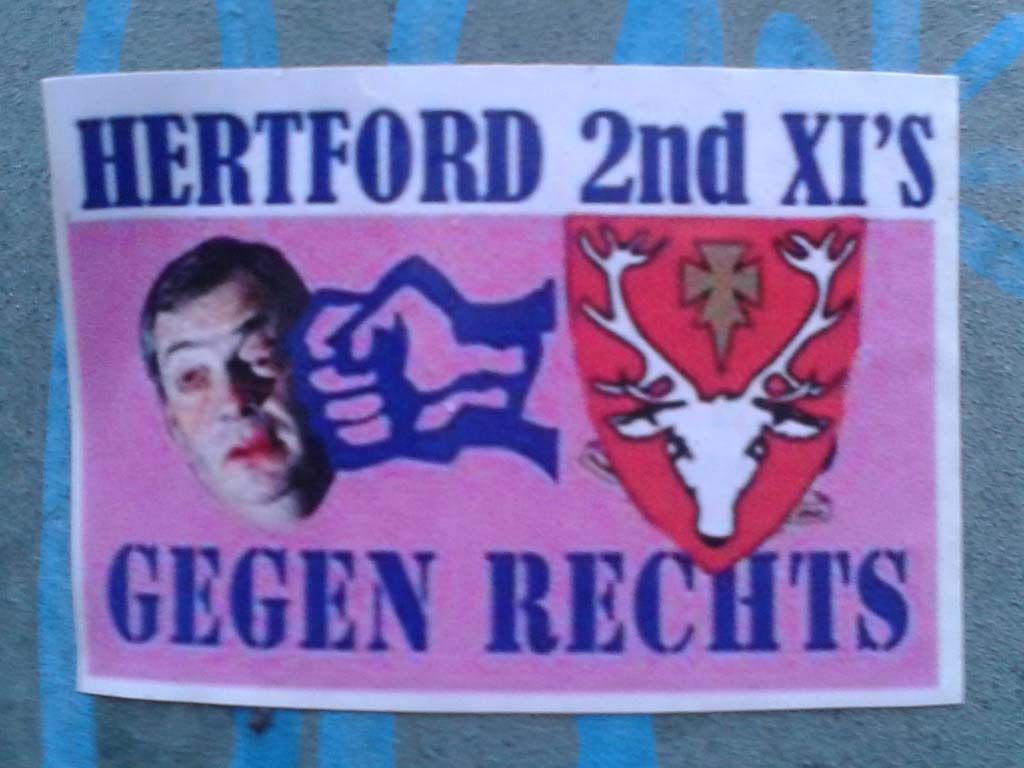 HERTFORD 2nd XI'S
GEGEN RECHTS